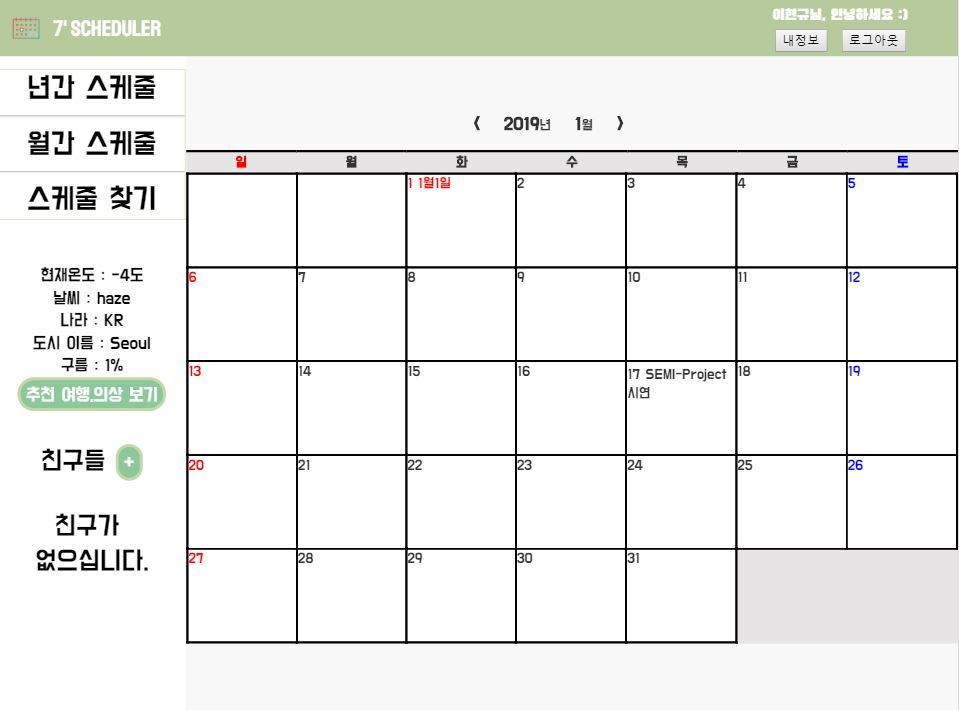 7' SCHEDULER
이현규님, 안녕하세요 :)
내정보 로그아웃
년간 스케줄
월간 스케줄
스케줄 찾기
현재온도 : -4도
날씨 : haze
나라 : KR
도시 이름 : Seoul
구름 : 1%
추천 여행,의상 보기
친구들 +
친구가
없으십니다.
《 2019년 1월 》
일 월 화 수 목 금 토
1 1월1일 2 3 4 5
6 7 8 9 10 11 12
13 14 15 16 17 SEMI-Project 18 19
시연
20 21 22 23 24 25 26
27 28 29 30 31